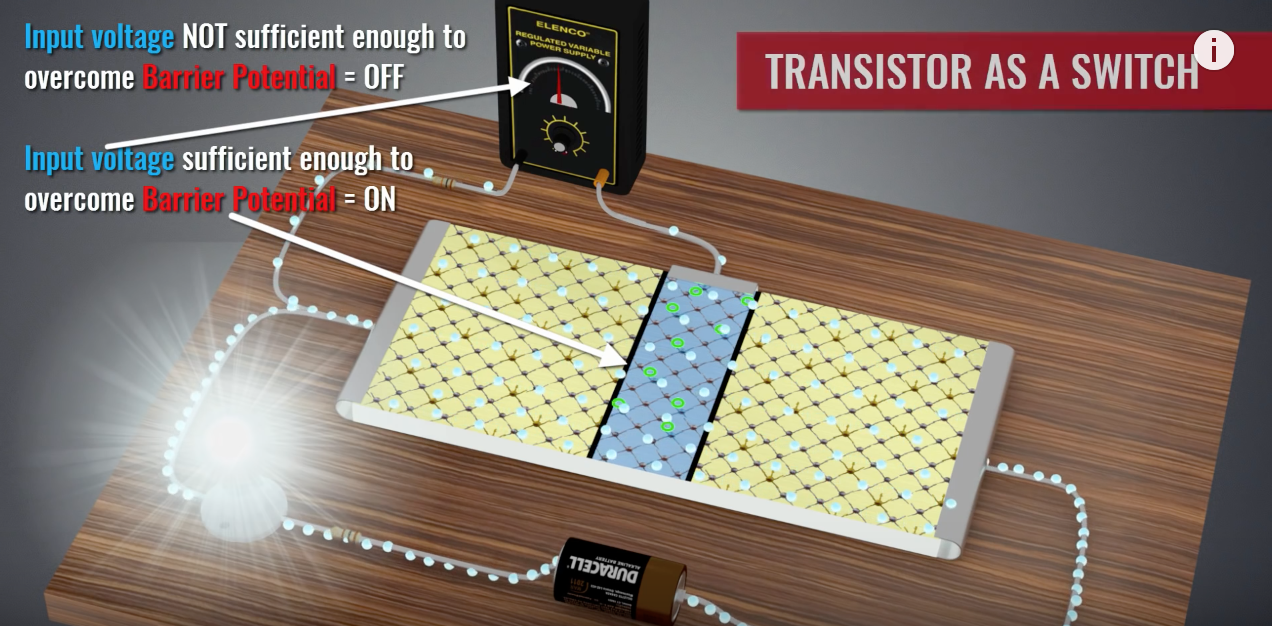 Input voltage NOT sufficient enough to
overcome Barrier Potential = OFF
Input voltage sufficient enough to
overcome Barrier Potential = ON
ELENCO™
REGULATED VARIABLE
POWER SUPPLY
TRANSISTOR AS A SWITCH
i
DURACELL
ALKALINE BATTERY